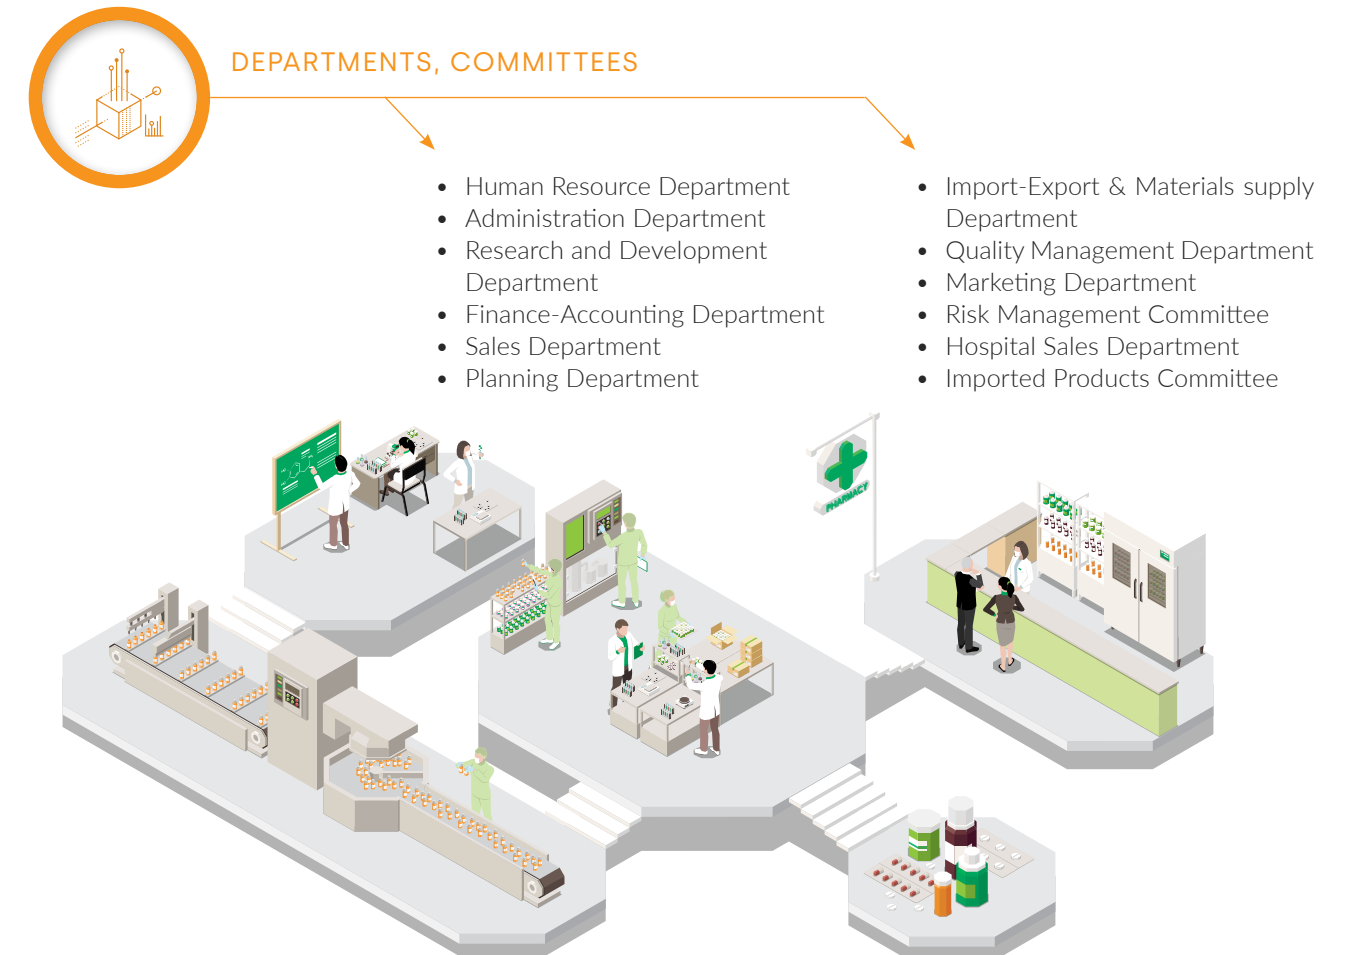 DEPARTMENTS, COMMITTEES
• Human Resource Department
• Administration Department
• Research and Development
Department
• Finance-Accounting Department
• Sales Department
• Planning Department
• Import-Export & Materials supply
Department
• Quality Management Department
• Marketing Department
• Risk Management Committee
• Hospital Sales Department
• Imported Products Committee
PHARMACY